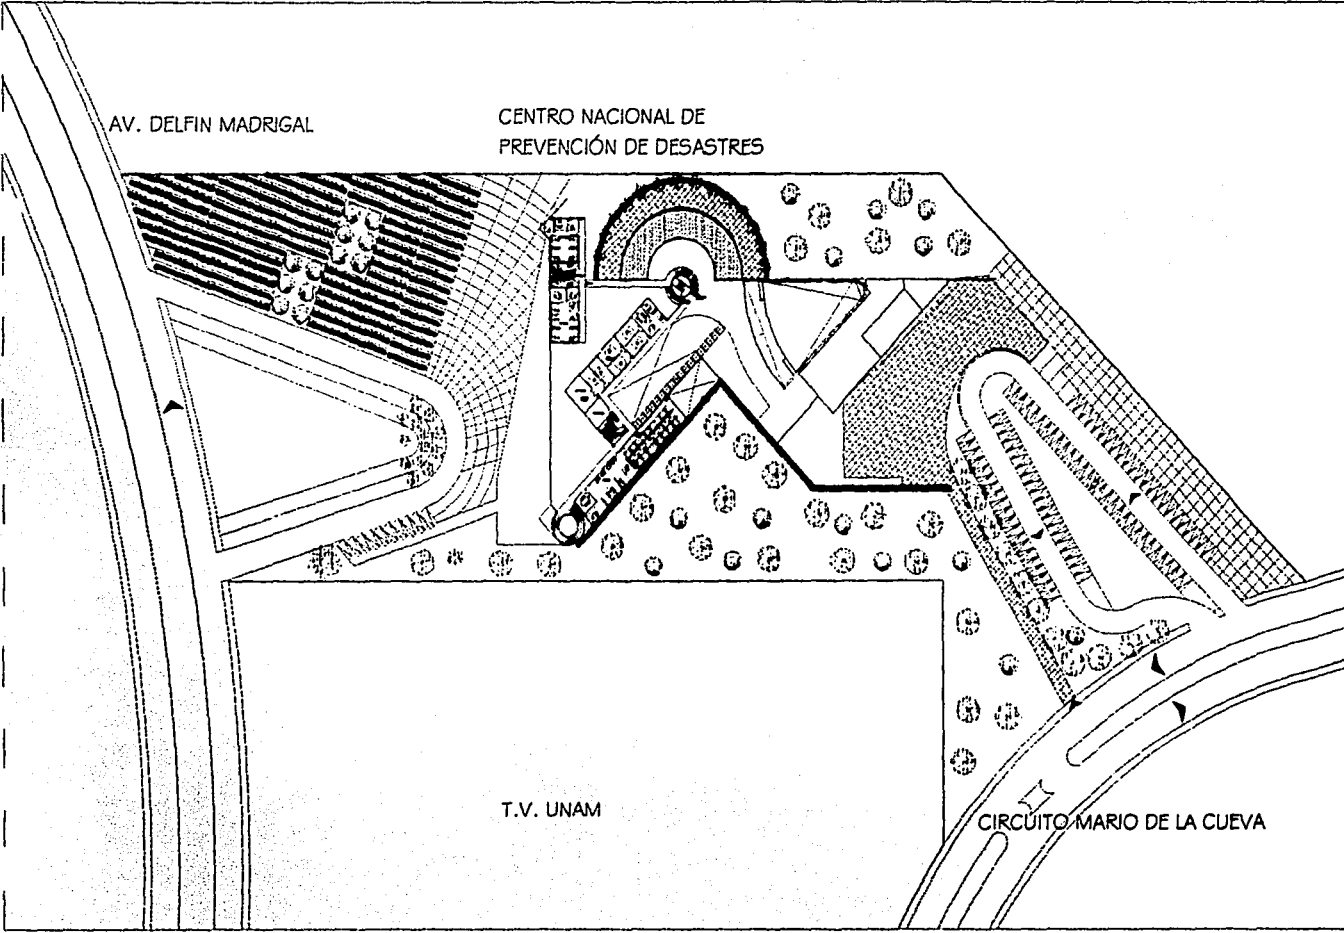 CENTRO NACIONAL DE
PREVENCIÓN DE DESASTRES
AV. DELFIN MADRIGAL
T.V. UNAM
CIRCUITO MARIO DE LA CUEVA